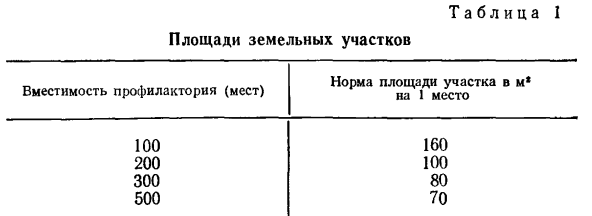 Таблица 1
Площади земельных участков
Вместимость профилактория (мест) Норма площади участка в м² на 1 место
100 160
200 100
300 80
500 70